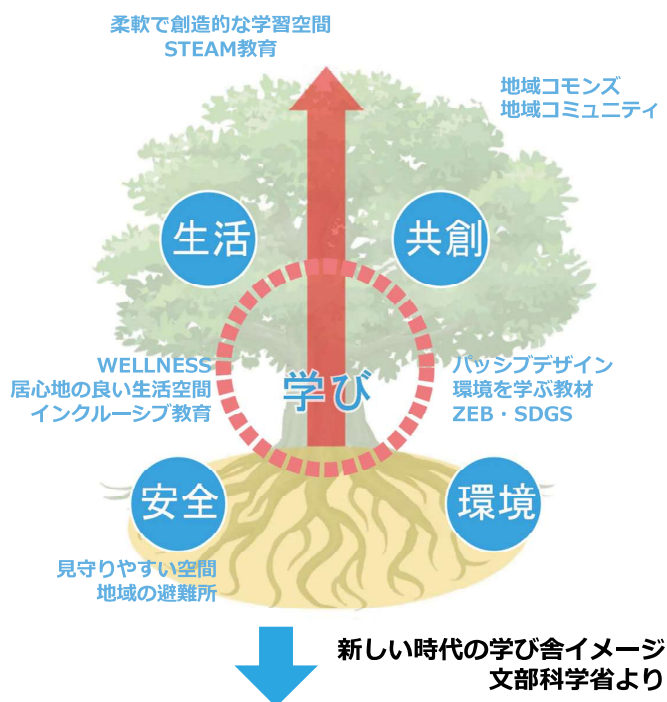 柔軟で創造的な学習空間
STEAM教育
地域コモンズ
地域コミュニティ
生活
共創
WELLNESS
居心地の良い生活空間
インクルーシブ教育
学び
パッシブデザイン
環境を学ぶ教材
ZEB・SDGS
安全
環境
見守りやすい空間
地域の避難所
新しい時代の学び舎イメージ
文部科学省より